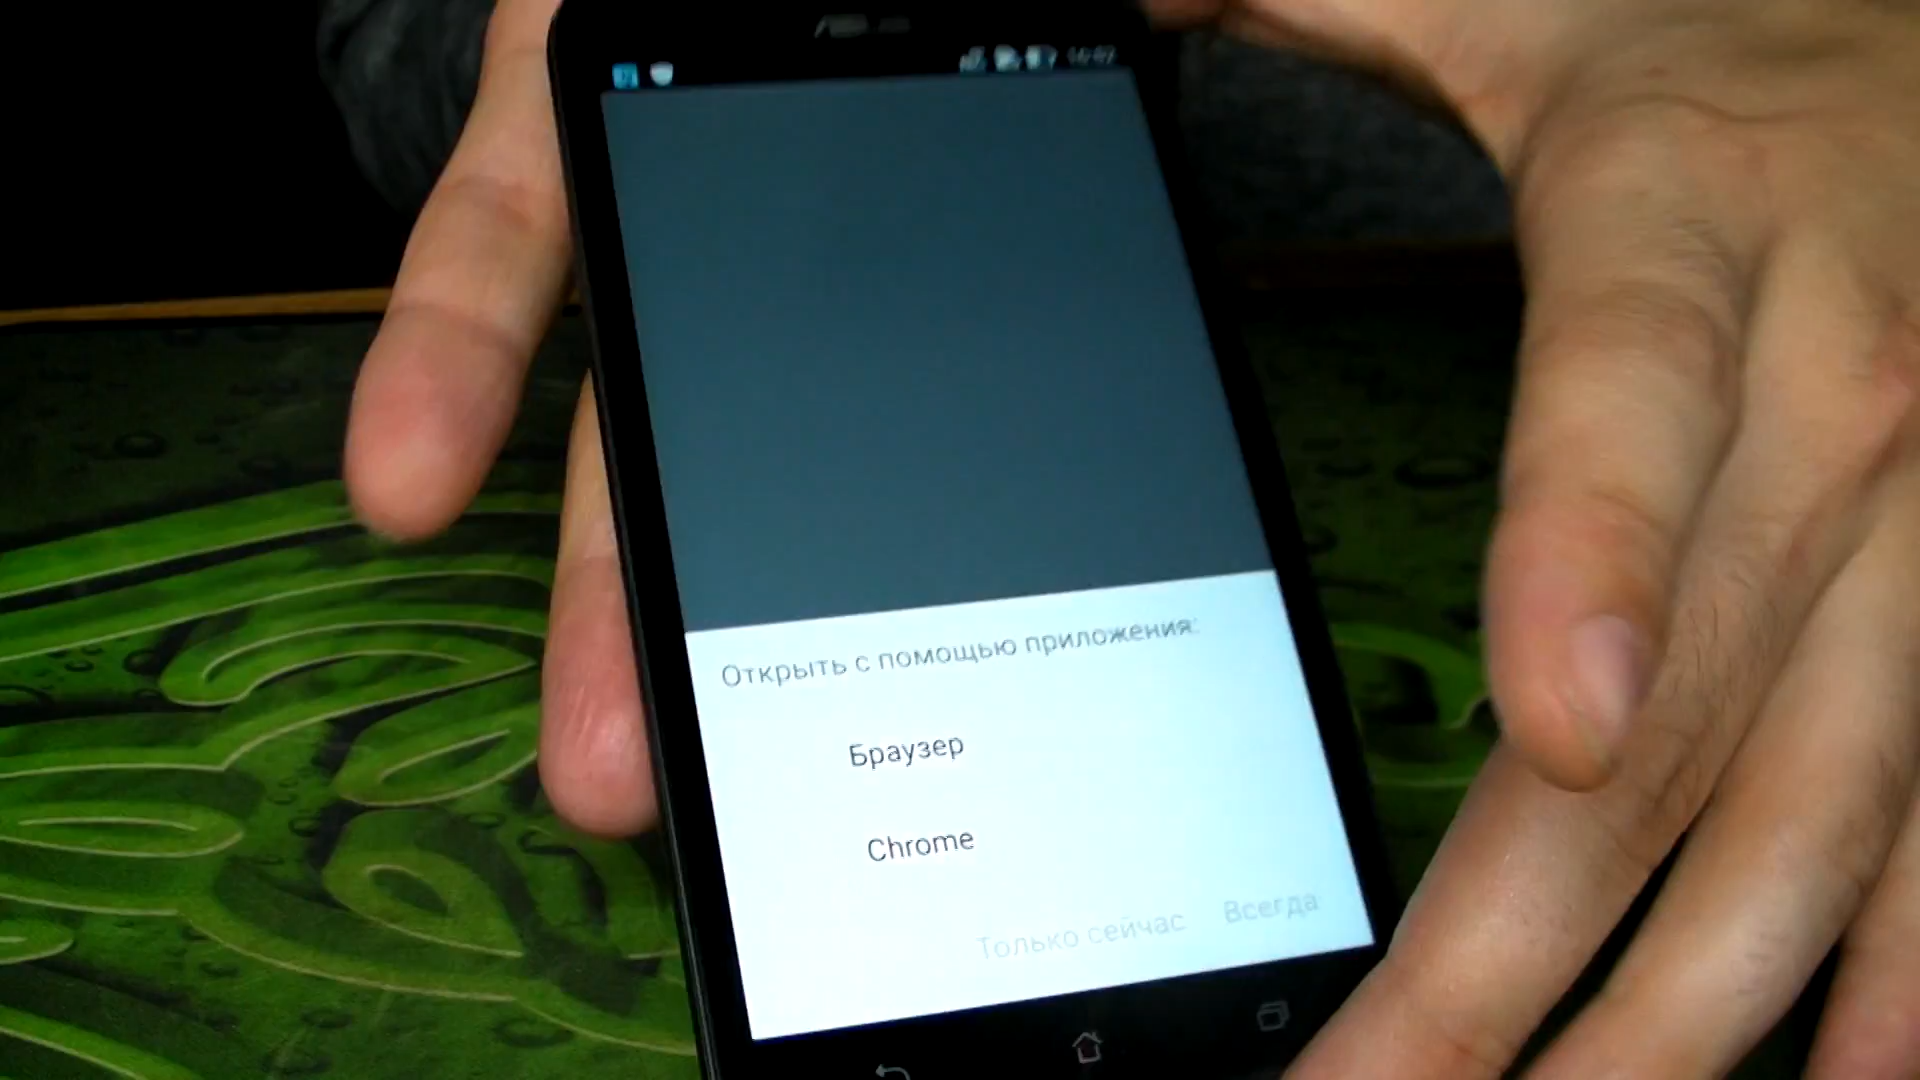 Открыть с помощью приложения:
Браузер
Chrome
Только сейчас Всегда